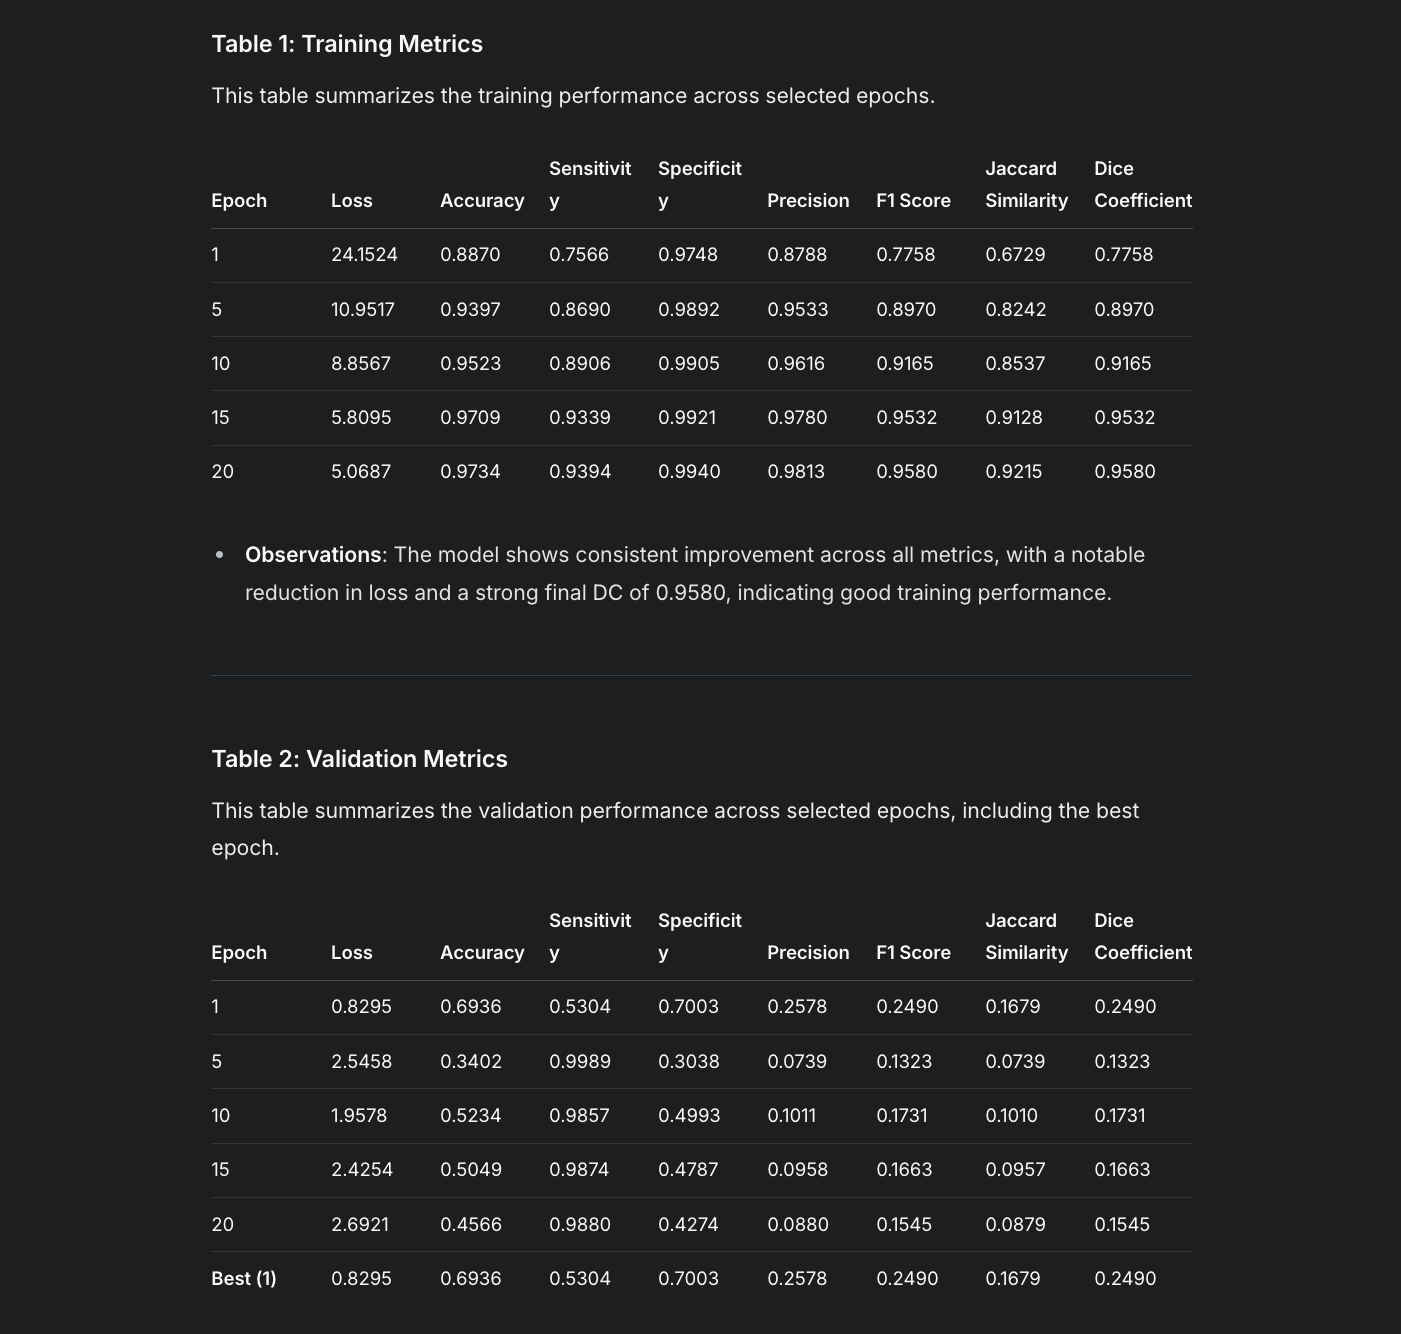 Table 1: Training Metrics
This table summarizes the training performance across selected epochs.
Epoch Loss Accuracy Sensitivity Specificity Precision F1 Score Jaccard Similarity Dice Coefficient
1 24.1524 0.8870 0.7566 0.9748 0.8788 0.7758 0.6729 0.7758
5 10.9517 0.9397 0.8690 0.9892 0.9533 0.8970 0.8242 0.8970
10 8.8567 0.9523 0.8906 0.9905 0.9616 0.9165 0.8537 0.9165
15 5.8095 0.9709 0.9339 0.9921 0.9780 0.9532 0.9128 0.9532
20 5.0687 0.9734 0.9394 0.9940 0.9813 0.9580 0.9215 0.9580
• Observations: The model shows consistent improvement across all metrics, with a notable
reduction in loss and a strong final DC of 0.9580, indicating good training performance.
Table 2: Validation Metrics
This table summarizes the validation performance across selected epochs, including the best
epoch.
Epoch Loss Accuracy Sensitivity Specificity Precision F1 Score Jaccard Similarity Dice Coefficient
1 0.8295 0.6936 0.5304 0.7003 0.2578 0.2490 0.1679 0.2490
5 2.5458 0.3402 0.9989 0.3038 0.0739 0.1323 0.0739 0.1323
10 1.9578 0.5234 0.9857 0.4993 0.1011 0.1731 0.1010 0.1731
15 2.4254 0.5049 0.9874 0.4787 0.0958 0.1663 0.0957 0.1663
20 2.6921 0.4566 0.9880 0.4274 0.0880 0.1545 0.0879 0.1545
Best (1) 0.8295 0.6936 0.5304 0.7003 0.2578 0.2490 0.1679 0.2490